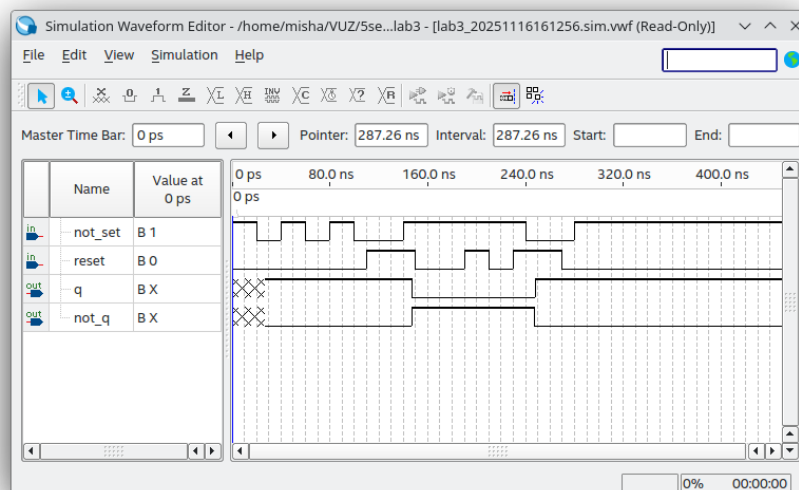 Simulation Waveform Editor - /home/misha/VUZ/5se...lab3 - [lab3_20251116161256.sim.vwf (Read-Only)]
File Edit View Simulation Help
Master Time Bar: 0 ps Pointer: 287.26 ns Interval: 287.26 ns Start: End:
Name Value at 0 ps 0 ps 80.0 ns 160.0 ns 240.0 ns 320.0 ns 400.0 ns
0 ps
in not_set B 1
in reset B 0
out q B X
out not_q B X
0% 00:00:00